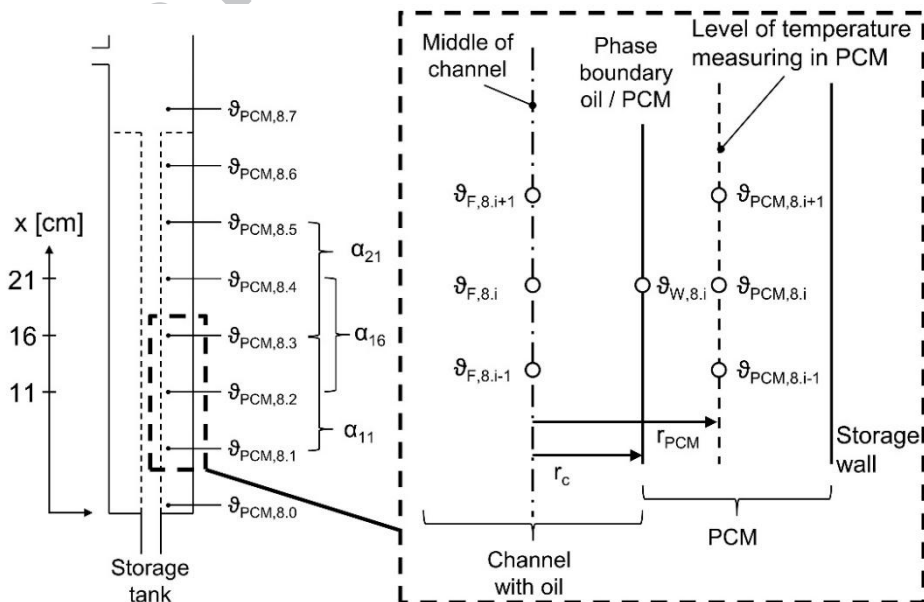 ϑPCM,8.7
ϑPCM,8.6
x [cm]
ϑPCM,8.5
α21
21
ϑPCM,8.4
16
ϑPCM,8.3
α16
11
ϑPCM,8.2
α11
ϑPCM,8.1
ϑPCM,8.0
Storage
tank
Middle of
channel
Phase
boundary
oil / PCM
Level of temperature
measuring in PCM
ϑF,8.i+1
ϑPCM,8.i+1
ϑF,8.i
ϑW,8.i
ϑPCM,8.i
ϑF,8.i-1
ϑPCM,8.i-1
rPCM
rc
Storagel
wall
PCM
Channel
with oil